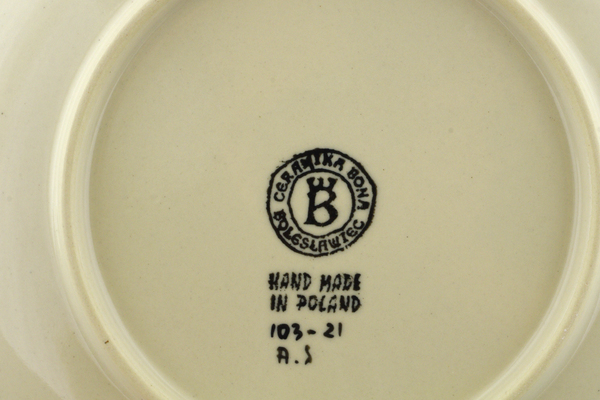 CERAMIKA BONA
BOLESŁAWIEC
B
HAND MADE
IN POLAND
103-21
A.S